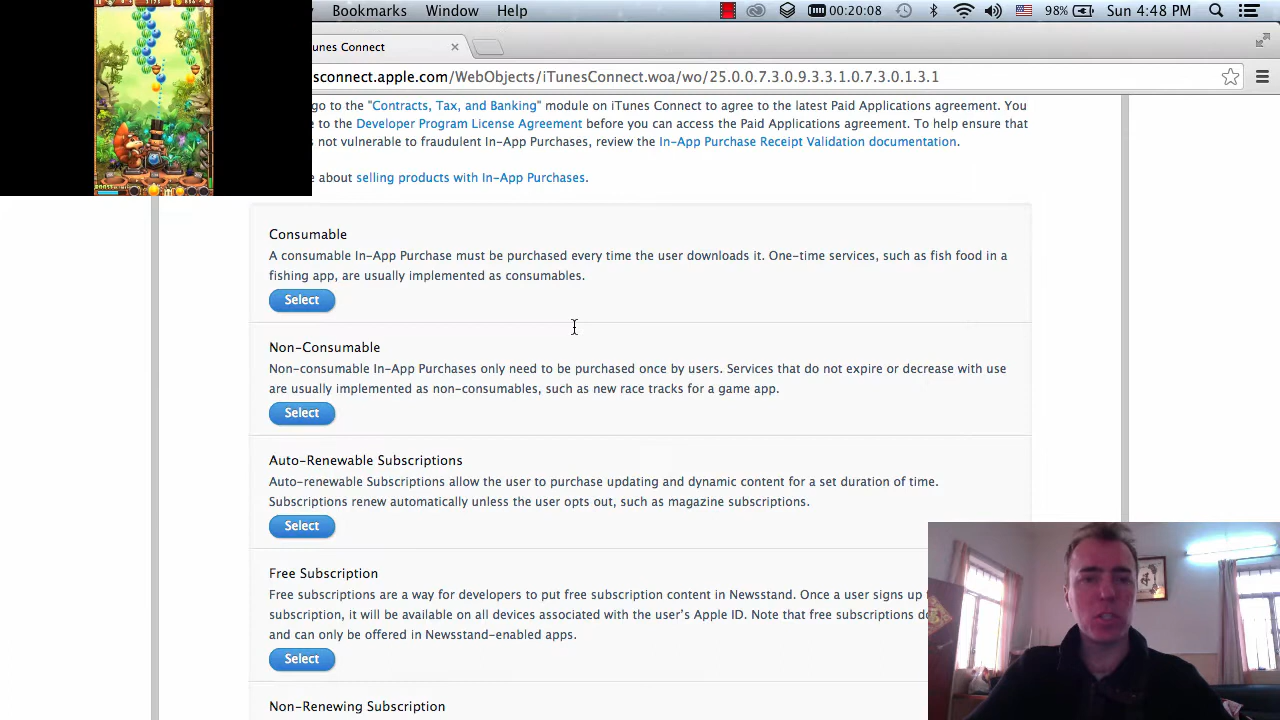 Bookmarks Window Help 00:20:08 98% Sun 4:48 PM
Tunes Connect
sconnect.apple.com/WebObjects/iTunesConnect.woa/wo/25.0.0.7.3.0.9.3.3.1.0.7.3.0.1.3.1
go to the "Contracts, Tax, and Banking" module on iTunes Connect to agree to the latest Paid Applications agreement. You
e to the Developer Program License Agreement before you can access the Paid Applications agreement. To help ensure that
s not vulnerable to fraudulent In-App Purchases, review the In-App Purchase Receipt Validation documentation.
e about selling products with In-App Purchases.
Consumable
A consumable In-App Purchase must be purchased every time the user downloads it. One-time services, such as fish food in a
fishing app, are usually implemented as consumables.
Select
Non-Consumable
Non-consumable In-App Purchases only need to be purchased once by users. Services that do not expire or decrease with use
are usually implemented as non-consumables, such as new race tracks for a game app.
Select
Auto-Renewable Subscriptions
Auto-renewable Subscriptions allow the user to purchase updating and dynamic content for a set duration of time.
Subscriptions renew automatically unless the user opts out, such as magazine subscriptions.
Select
Free Subscription
Free subscriptions are a way for developers to put free subscription content in Newsstand. Once a user signs up
subscription, it will be available on all devices associated with the user's Apple ID. Note that free subscriptions do
and can only be offered in Newsstand-enabled apps.
Select
Non-Renewing Subscription